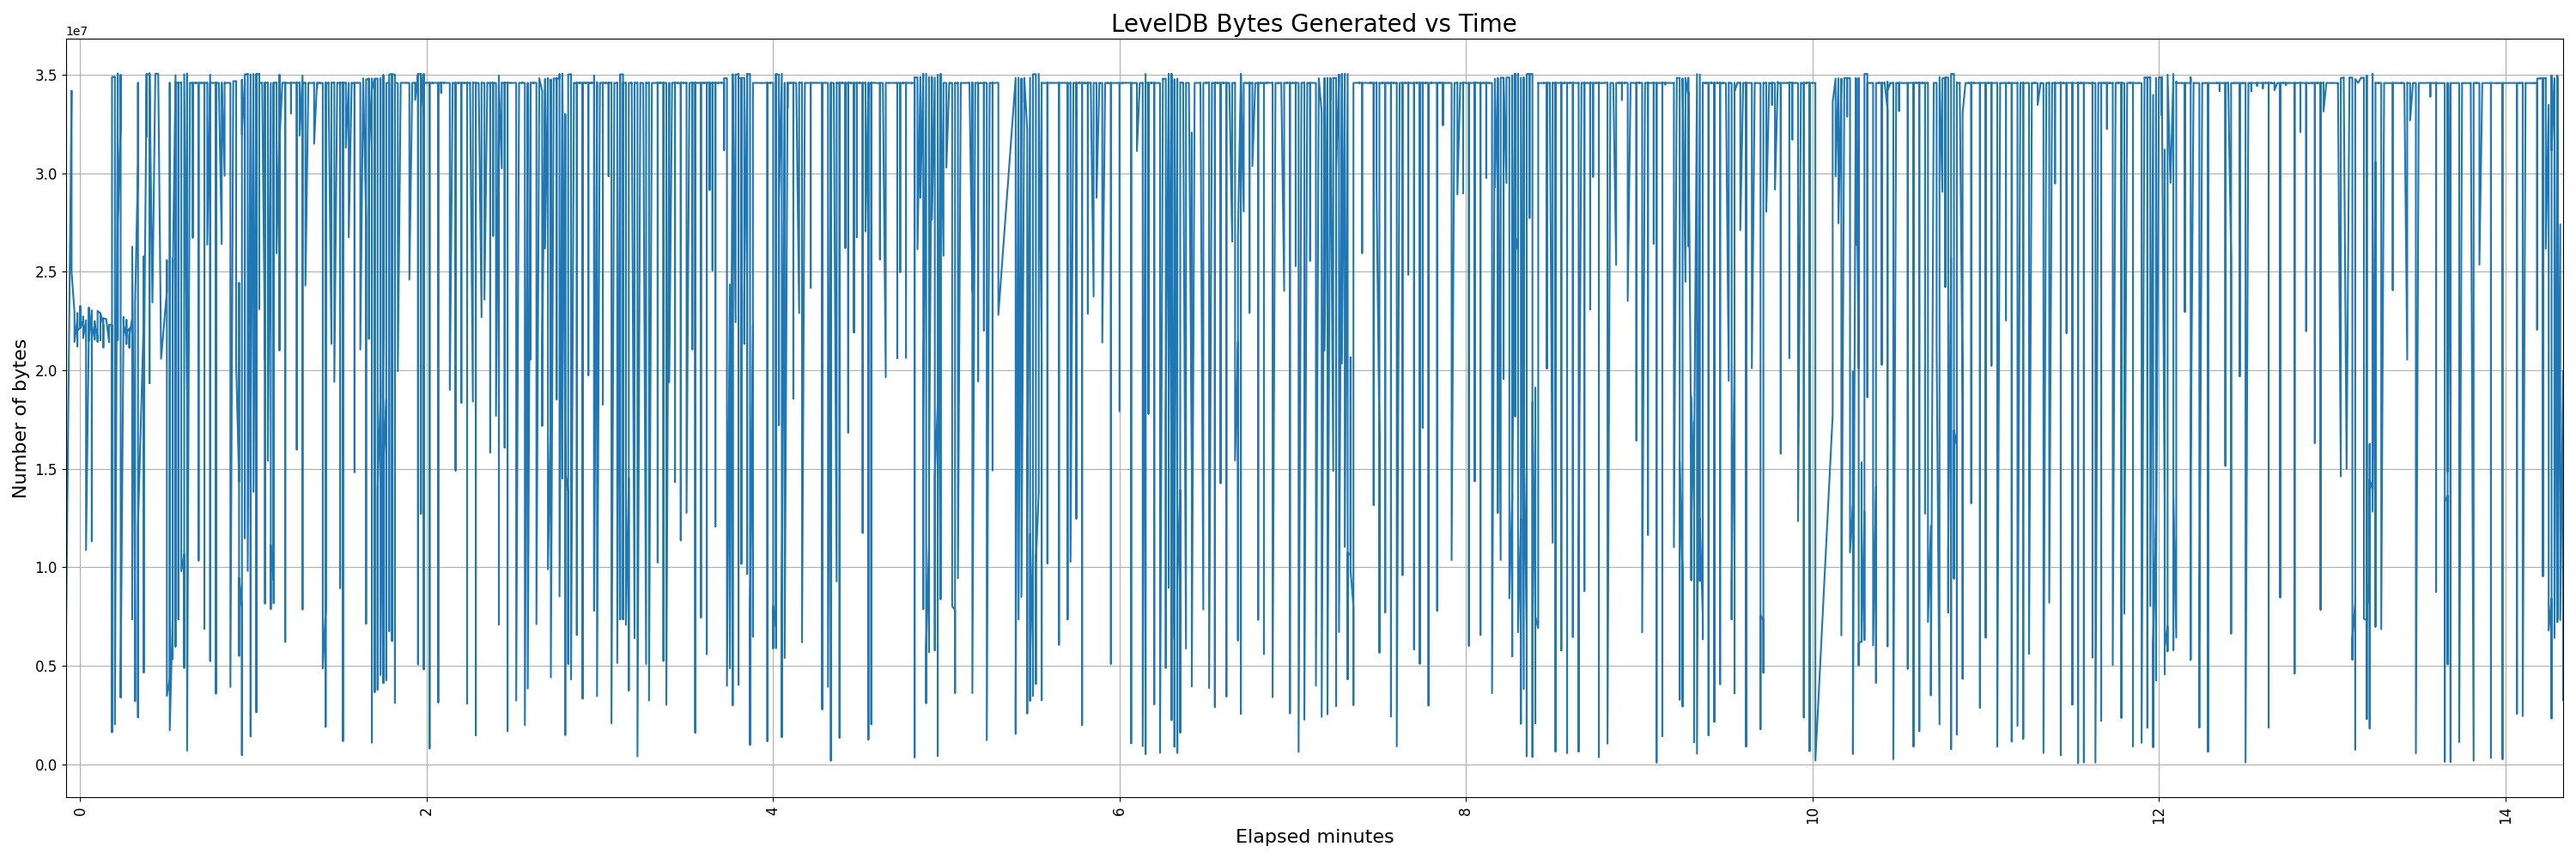 LevelDB Bytes Generated vs Time
1e7
3.5
3.0
2.5
2.0
1.5
1.0
0.5
0.0
Number of bytes
0 2 4 6 8 10 12 14
Elapsed minutes